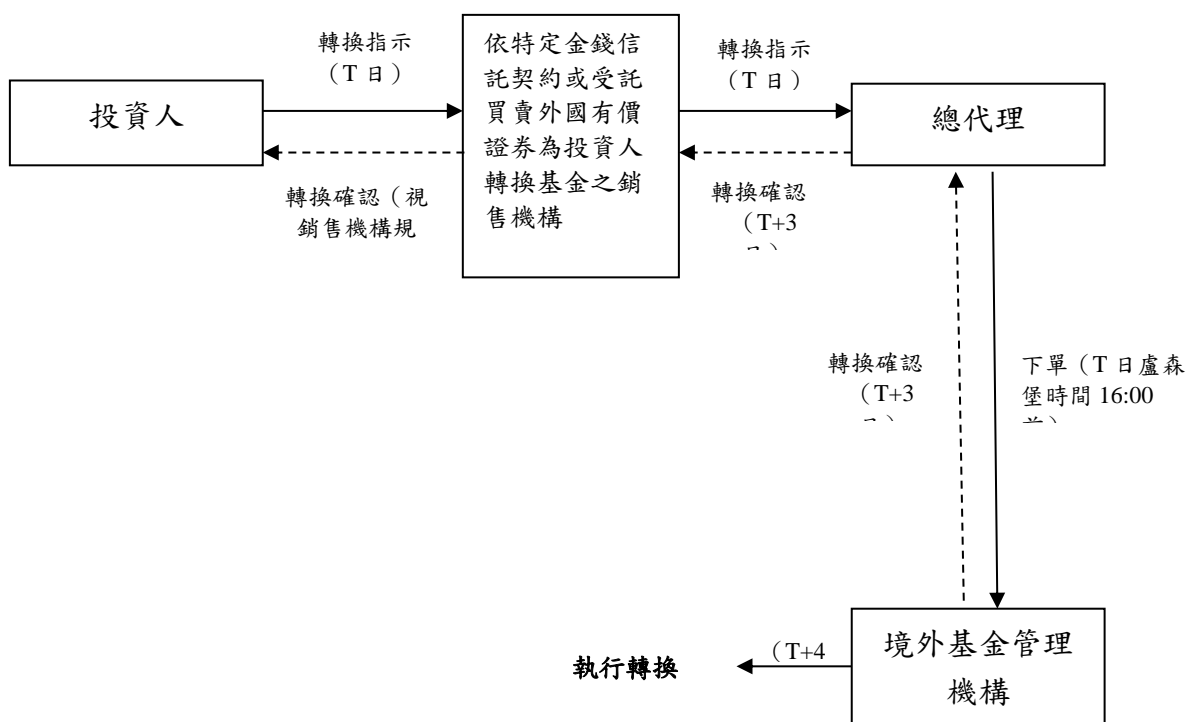 投資人
轉換指示
（T 日）
依特定金錢信
託契約或受託
買賣外國有價
證券為投資人
轉換基金之銷
售機構
轉換指示
（T 日）
總代理
轉換確認（視
銷售機構規
轉換確認
（T+3
轉換確認
（T+3
下單（T 日盧森
堡時間 16:00
執行轉換
（T+4
境外基金管理
機構